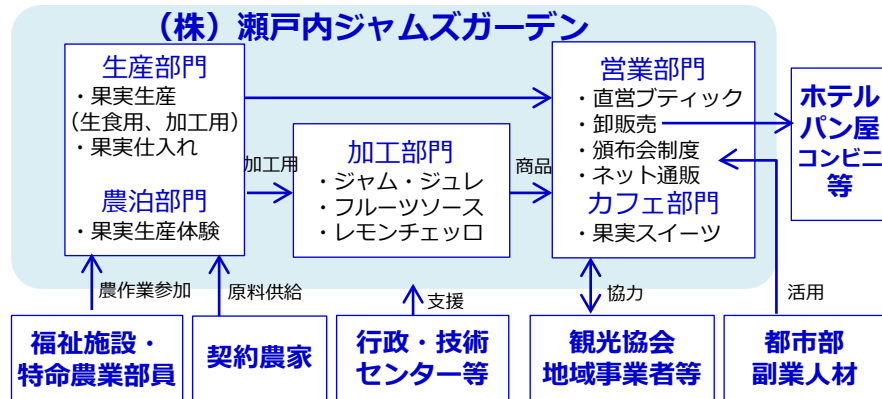 （株）瀬戸内ジャムズガーデン
生産部門
・果実生産
（生食用、加工用）
・果実仕入れ
農泊部門
・果実生産体験
加工用
加工部門
・ジャム・ジュレ
・フルーツソース
・レモンチェッロ
商品
営業部門
・直営ブティック
・卸販売
・頒布会制度
・ネット通販
カフェ部門
・果実スイーツ
ホテル
パン屋
コンビニ
等
農作業参加
原料供給
支援
協力
活用
福祉施設・
特命農業部員
契約農家
行政・技術
センター等
観光協会
地域事業者等
都市部
副業人材